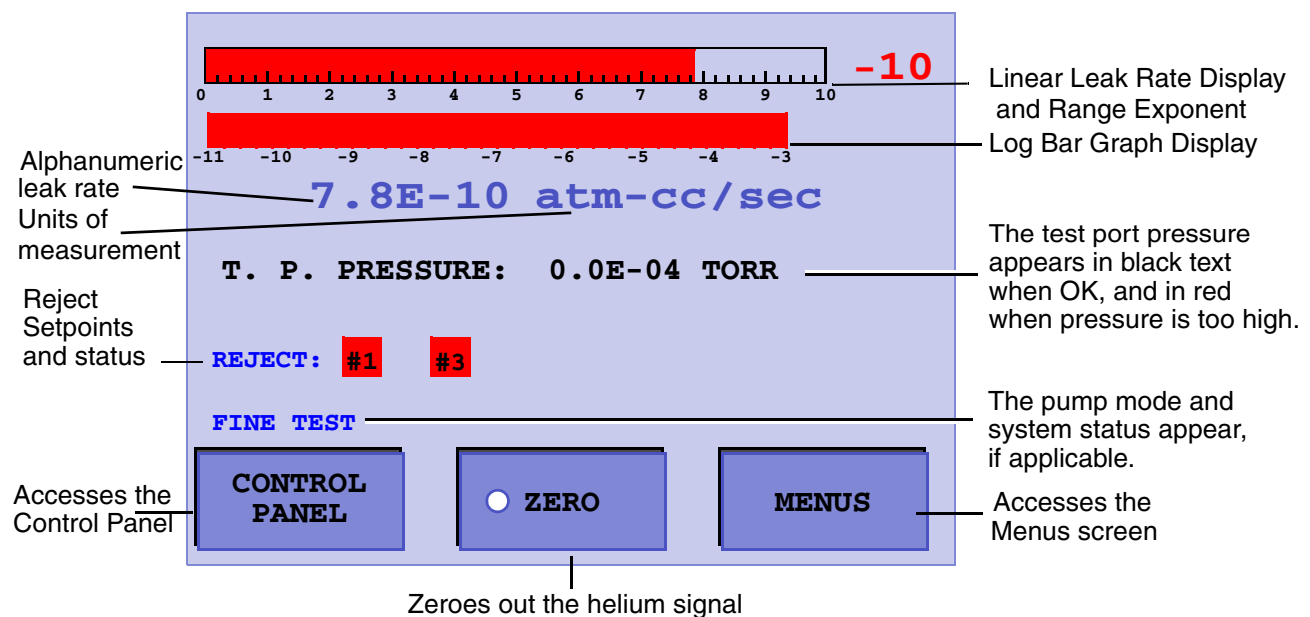 -10
0 1 2 3 4 5 6 7 8 9 10
Linear Leak Rate Display
and Range Exponent
-11 -10 -9 -8 -7 -6 -5 -4 -3
Log Bar Graph Display
Alphanumeric
leak rate
7.8E-10 atm-cc/sec
Units of
measurement
T. P. PRESSURE: 0.0E-04 TORR
The test port pressure
appears in black text
when OK, and in red
when pressure is too high.
Reject
Setpoints
and status
REJECT: #1 #3
FINE TEST
The pump mode and
system status appear,
if applicable.
Accesses the
Control Panel
CONTROL
PANEL
ZERO
MENUS
Accesses the
Menus screen
Zeroes out the helium signal